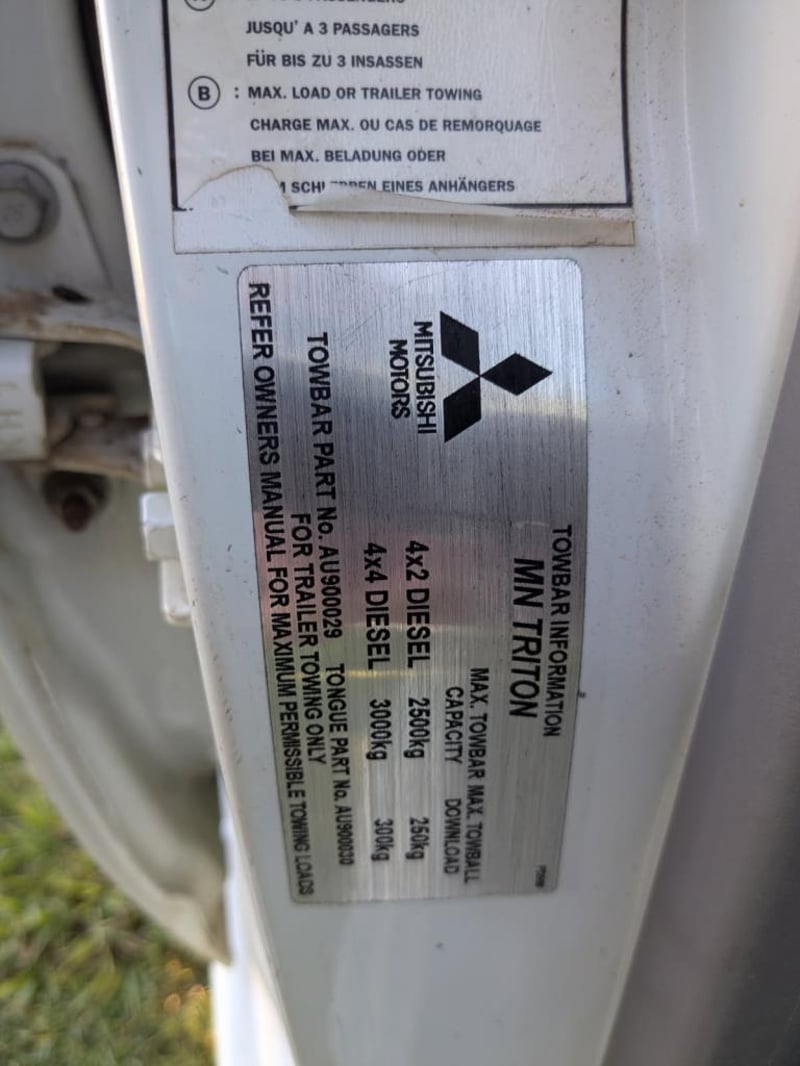 JUSQU' A 3 PASSAGERS
FÜR BIS ZU 3 INSASSEN
B : MAX. LOAD OR TRAILER TOWING
CHARGE MAX. OU CAS DE REMORQUAGE
BEI MAX. BELADUNG ODER
EINES ANHÄNGERS
MITSUBISHI
MOTORS
TOWBAR INFORMATION
MN TRITON
MAX. TOWBAR MAX. TOWBALL
CAPACITY DOWNLOAD
4x2 DIESEL 2500kg 250kg
4x4 DIESEL 3000kg 300kg
TOWBAR PART No. AU900029 TONGUE PART No. AU900030
FOR TRAILER TOWING ONLY
REFER OWNERS MANUAL FOR MAXIMUM PERMISSIBLE TOWING LOADS